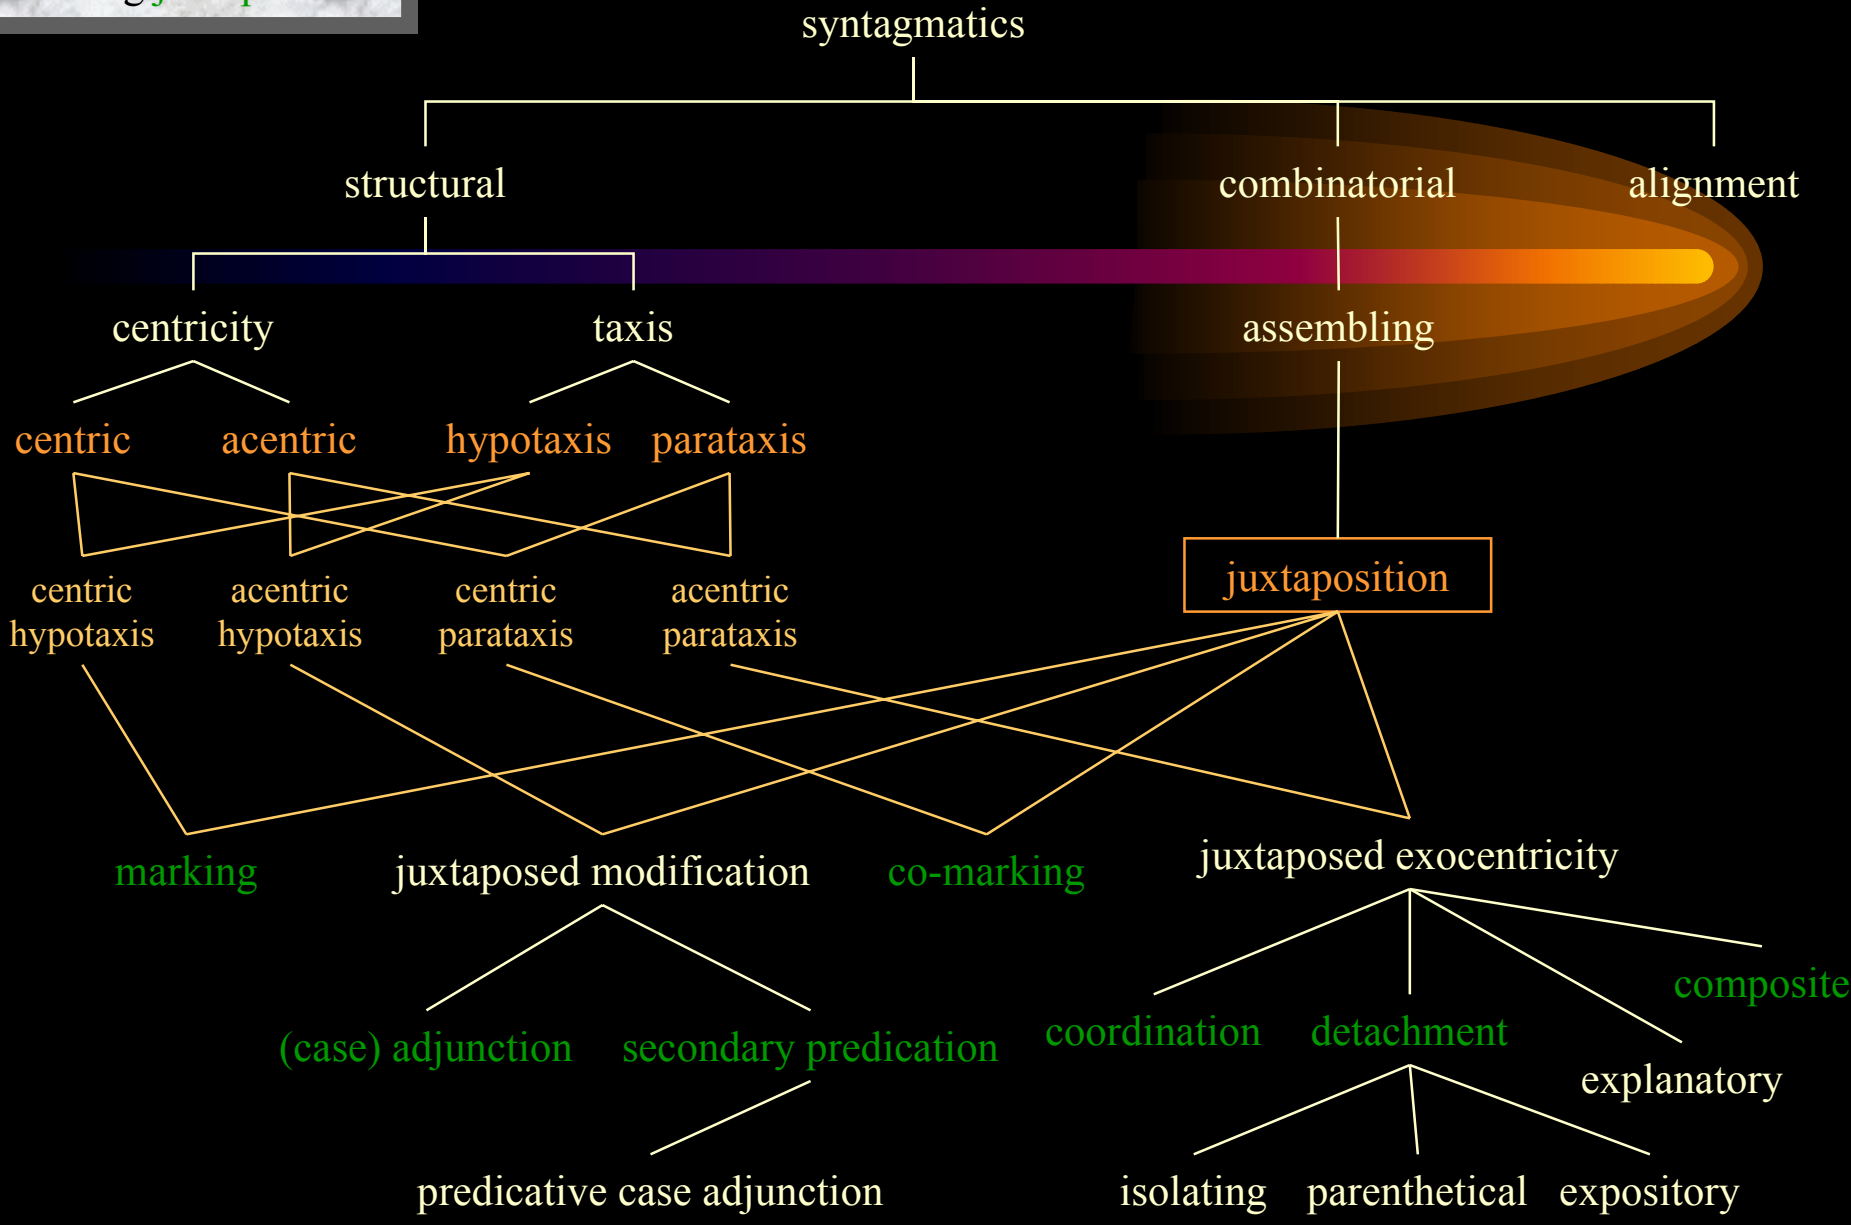 syntagmatics
structural
combinatorial
alignment
centricity
taxis
assembling
centric
acentric
hypotaxis
parataxis
juxtaposition
centric
hypotaxis
acentric
hypotaxis
centric
parataxis
acentric
parataxis
marking
juxtaposed modification
co-marking
juxtaposed exocentricity
composite
(case) adjunction
secondary predication
coordination
detachment
explanatory
predicative case adjunction
isolating
parenthetical
expository